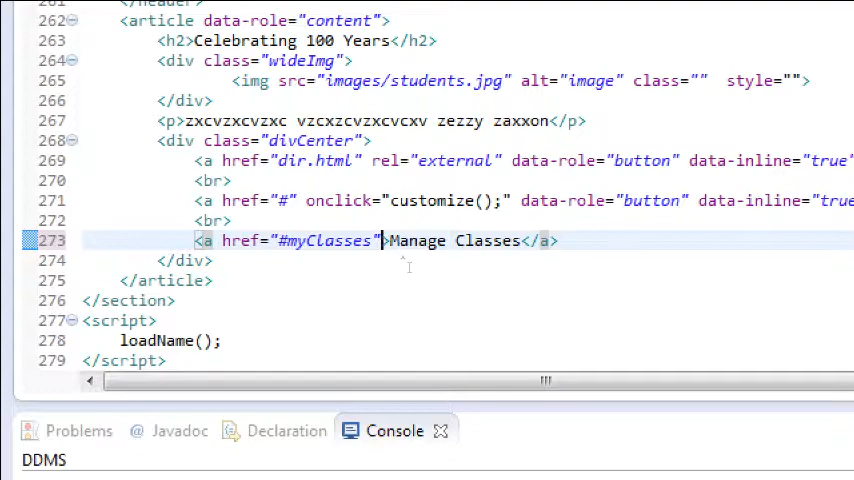 261 </header>
262 <article data-role="content">
263 <h2>Celebrating 100 Years</h2>
264 <div class="wideImg">
265 <img src="images/students.jpg" alt="image" class="" style="">
266 </div>
267 <p>zxcvzxcvzxc vzcxzcvzxcvcxv zezzy zaxxon</p>
268 <div class="divCenter">
269 <a href="dir.html" rel="external" data-role="button" data-inline="true"
270 <br>
271 <a href="#" onclick="customize();" data-role="button" data-inline="true
272 <br>
273 <a href="#myClasses">Manage Classes</a>
274 </div>
275 </article>
276 </section>
277 <script>
278 loadName();
279 </script>
Problems @ Javadoc Declaration Console
DDMS